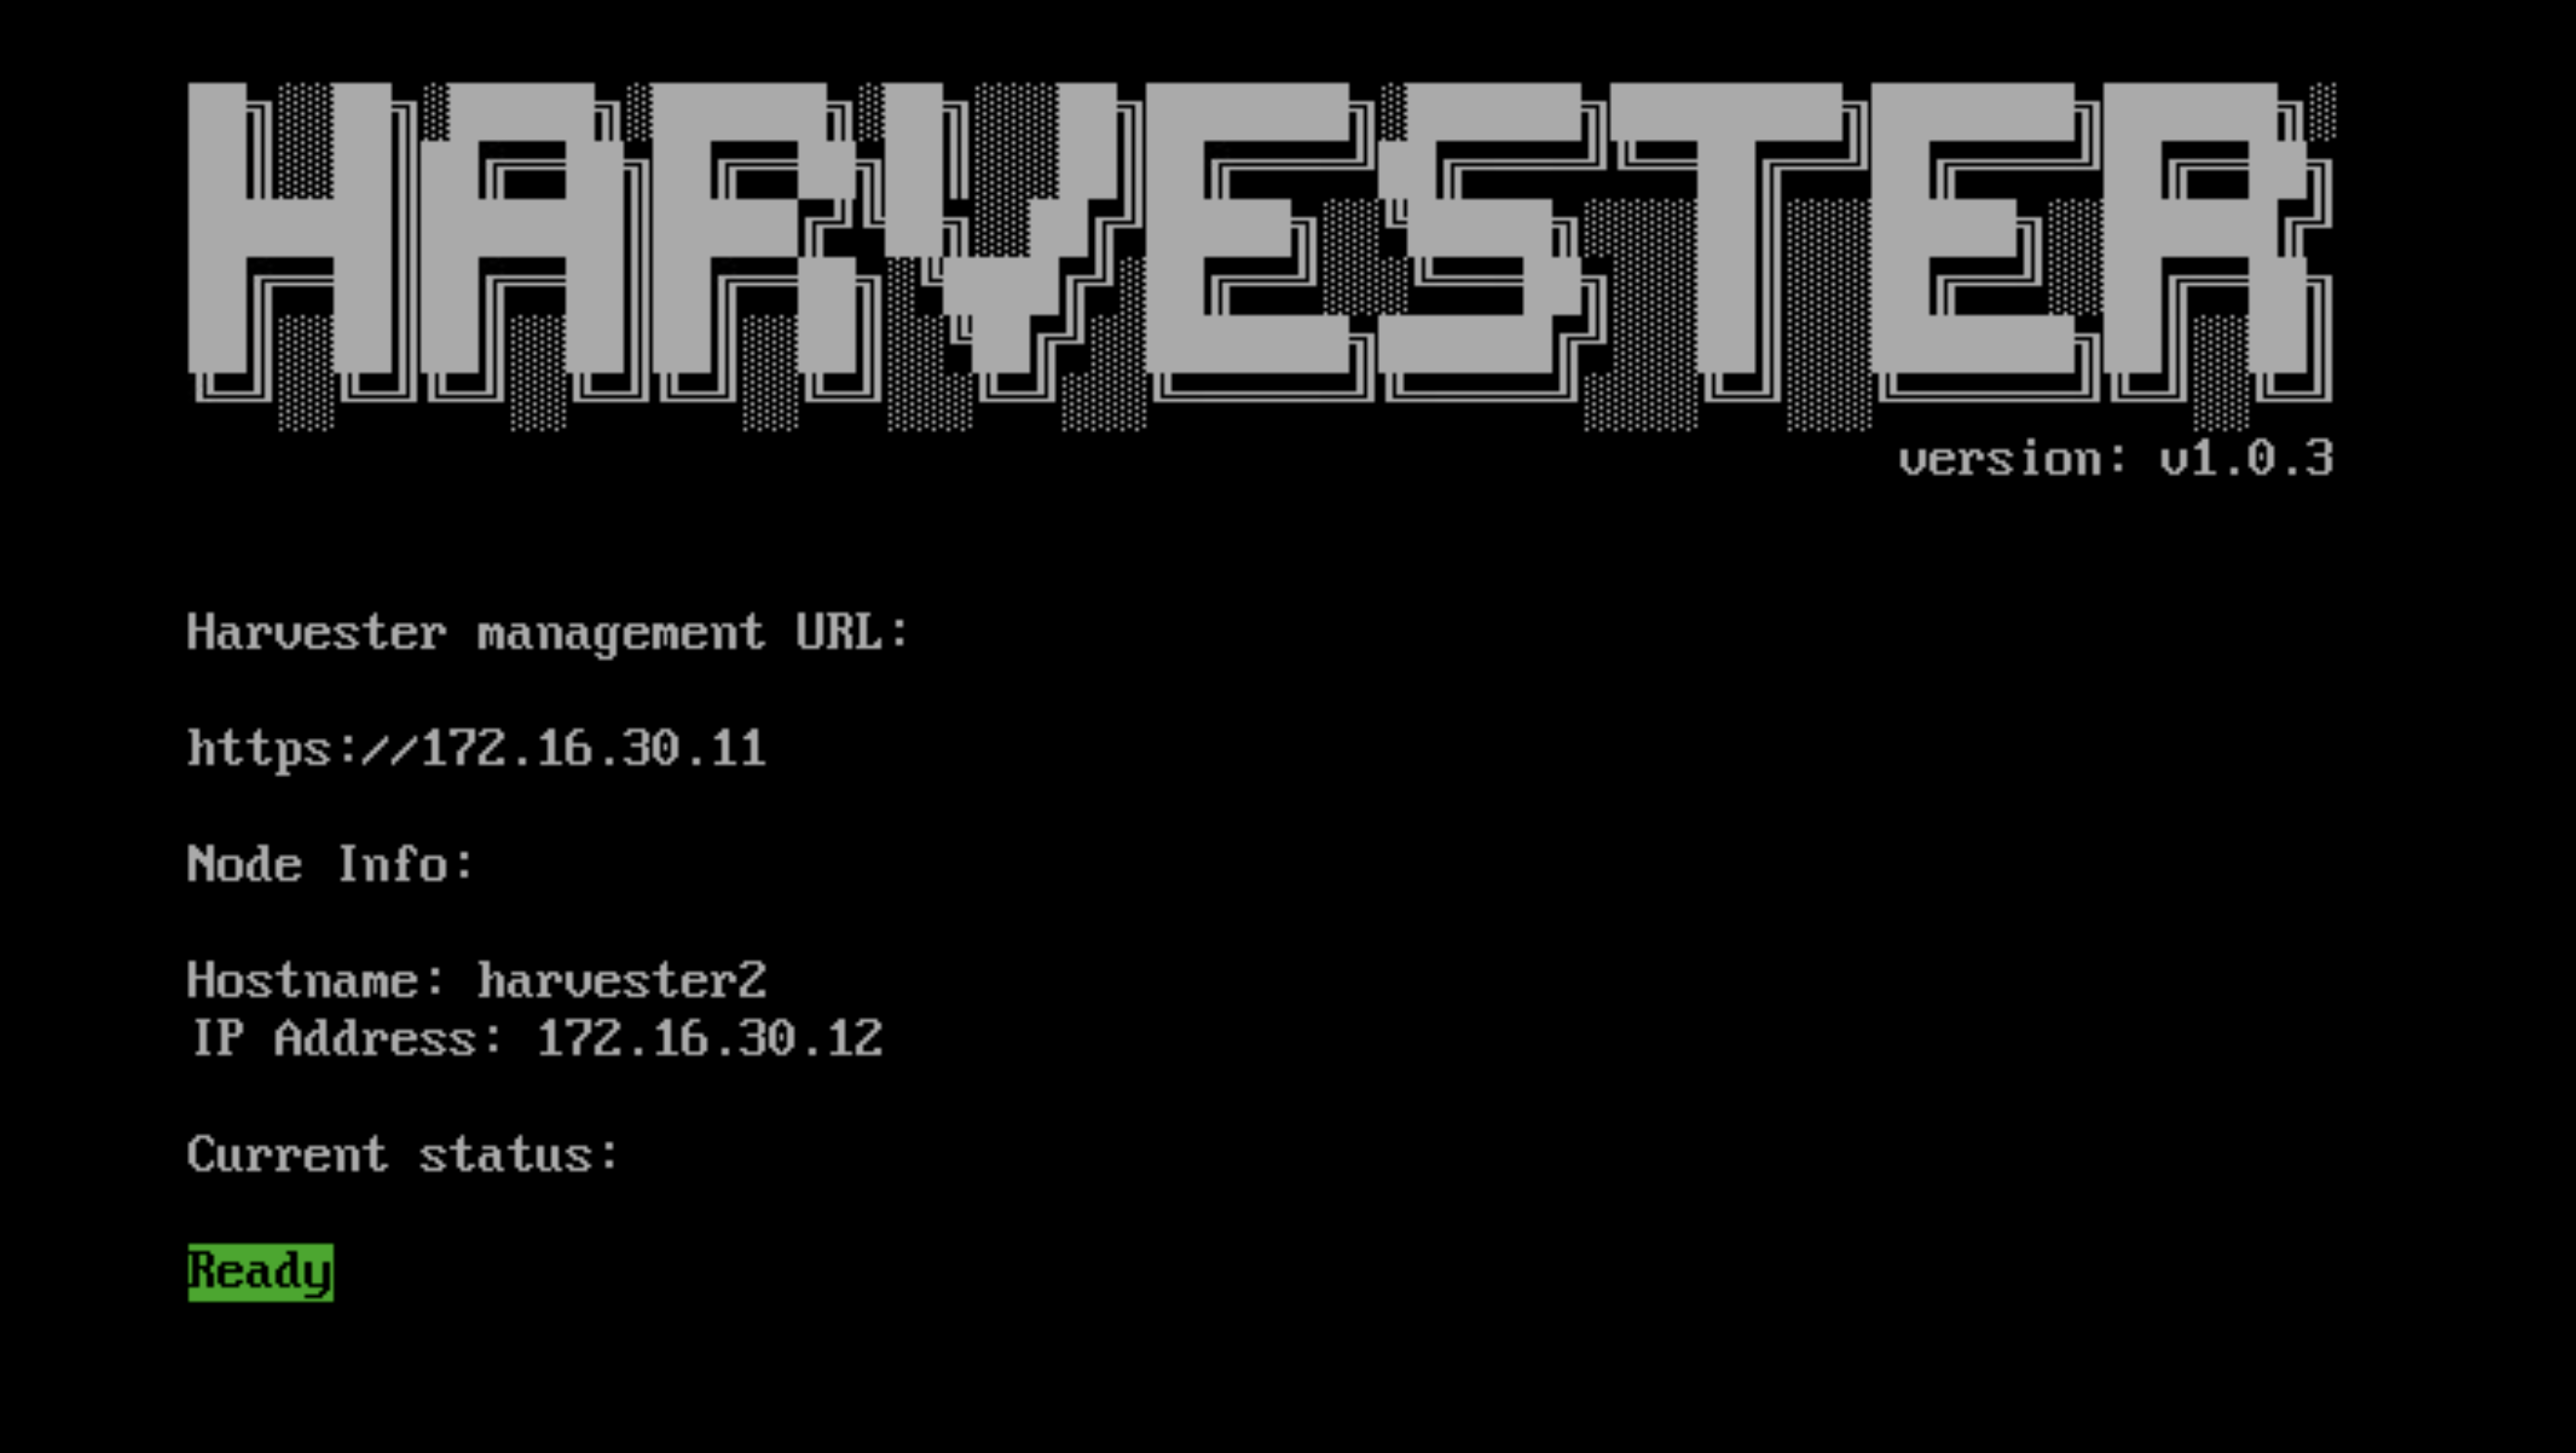 HARVESTER
version: v1.0.3
Harvester management URL:
https://172.16.30.11
Node Info:
Hostname: harvester2
IP Address: 172.16.30.12
Current status:
Ready